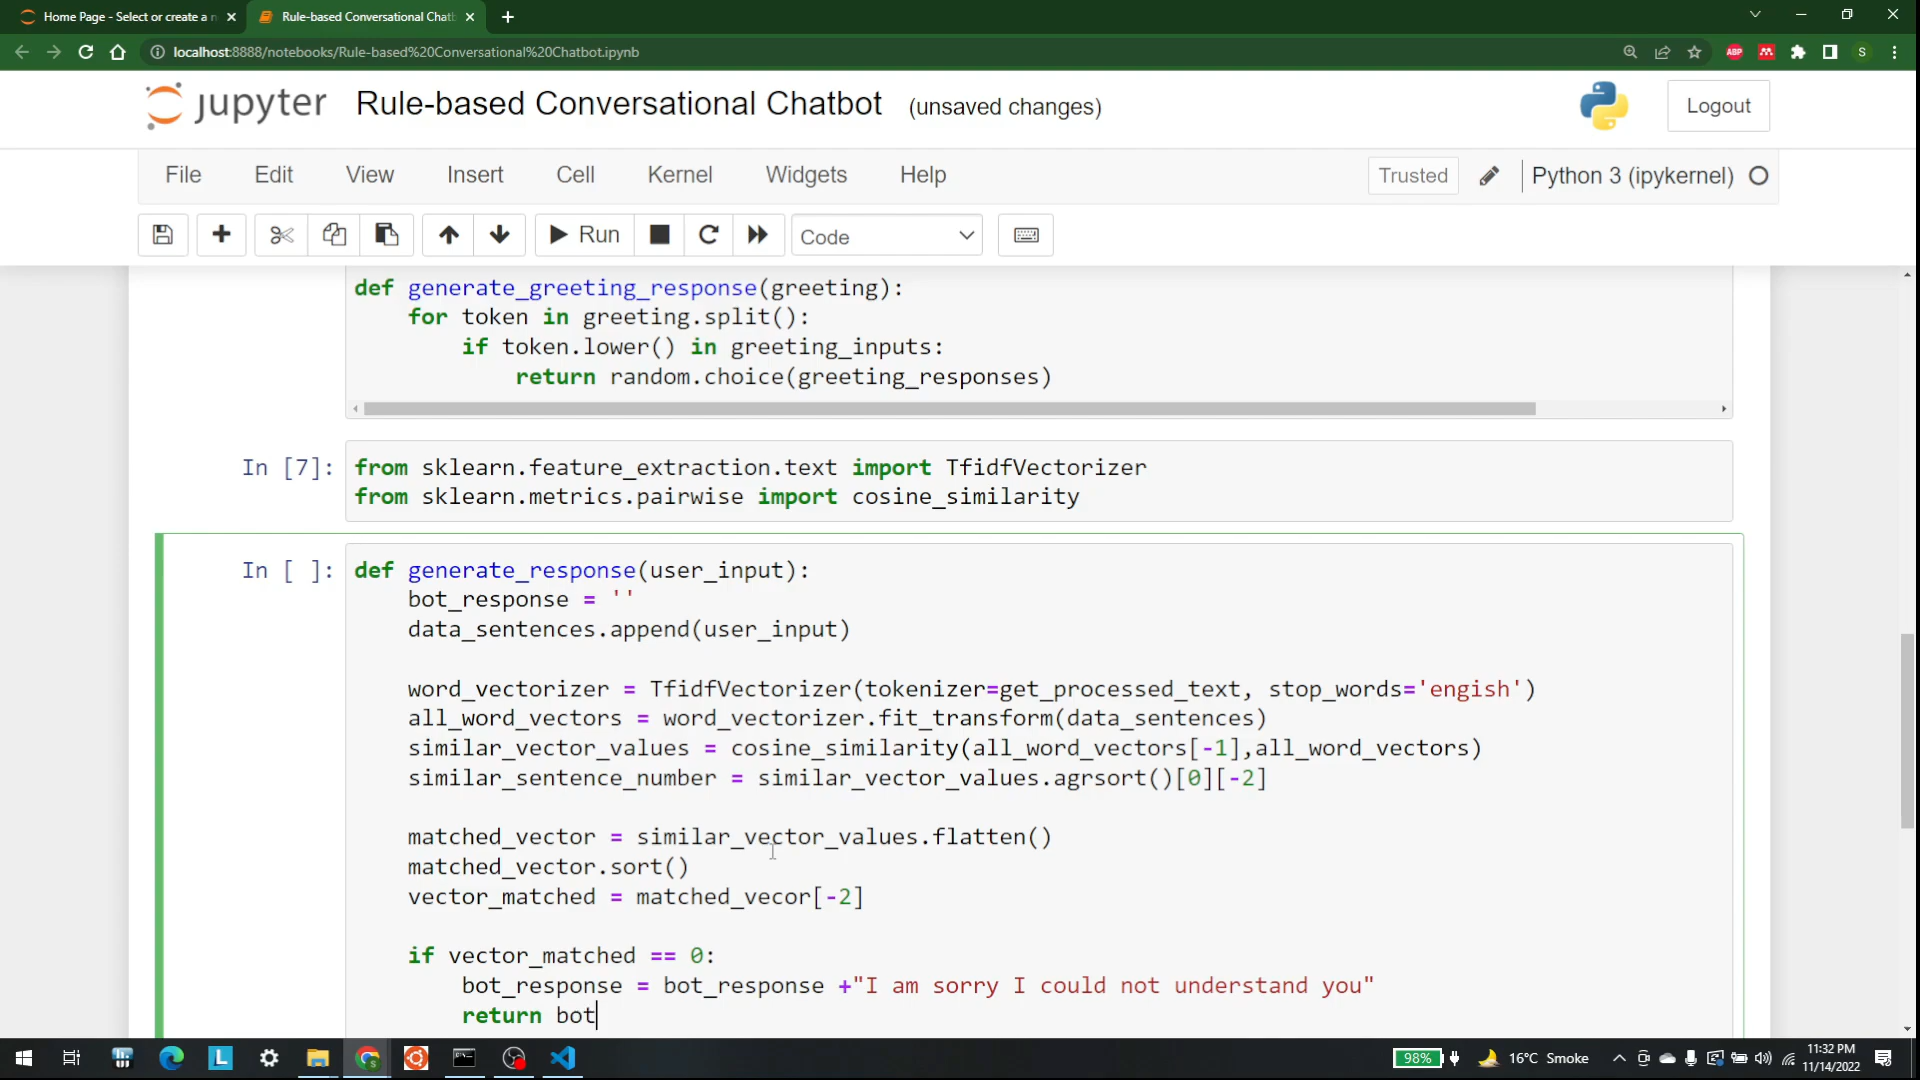 Home Page - Select or create a n
Rule-based Conversational Chatb
localhost:8888/notebooks/Rule-based%20Conversational%20Chatbot.ipynb
ABP
S
jupyter
Rule-based Conversational Chatbot
(unsaved changes)
Logout
File
Edit
View
Insert
Cell
Kernel
Widgets
Help
Trusted
Python 3 (ipykernel)
Run
Code
def generate_greeting_response(greeting):
for token in greeting.split():
if token.lower() in greeting_inputs:
return random.choice(greeting_responses)
In [7]:
from sklearn.feature_extraction.text import TfidfVectorizer
from sklearn.metrics.pairwise import cosine_similarity
In [ ]:
def generate_response(user_input):
bot_response = ''
data_sentences.append(user_input)
word_vectorizer = TfidfVectorizer(tokenizer=get_processed_text, stop_words='engish')
all_word_vectors = word_vectorizer.fit_transform(data_sentences)
similar_vector_values = cosine_similarity(all_word_vectors[-1],all_word_vectors)
similar_sentence_number = similar_vector_values.agrsort()[0][-2]
matched_vector = similar_vector_values.flatten()
matched_vector.sort()
vector_matched = matched_vecor[-2]
if vector_matched == 0:
bot_response = bot_response +"I am sorry I could not understand you"
return bot
L
98%
16°C Smoke
11:32 PM
11/14/2022